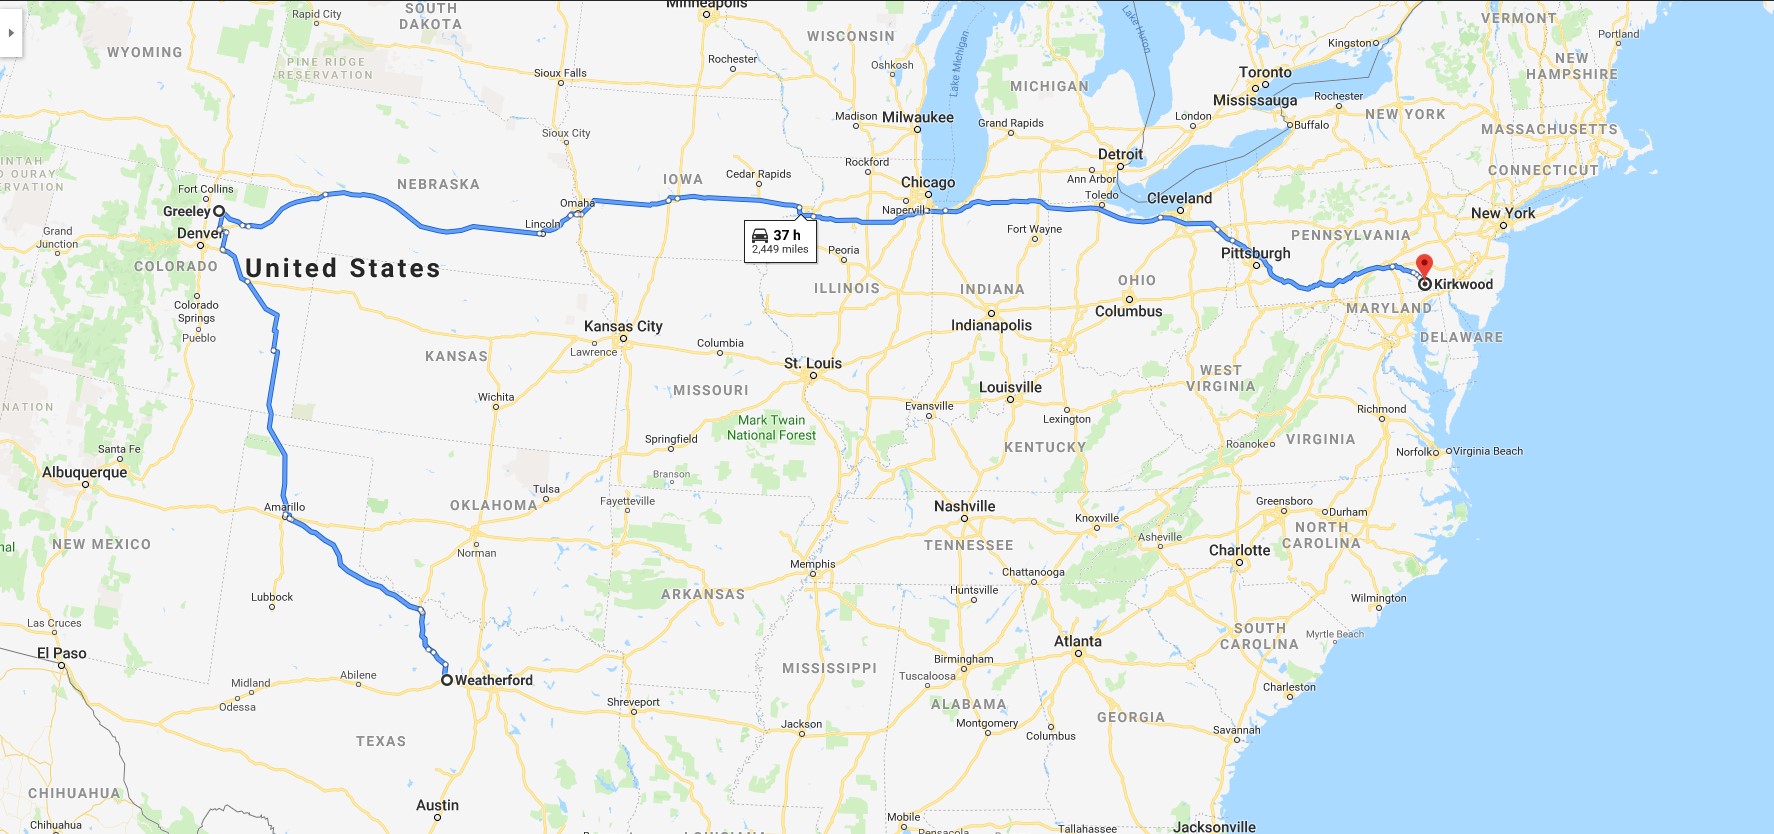 Minneapolis
Rapid City
SOUTH
DAKOTA
WYOMING
WISCONSIN
VERMONT
Portland
Kingston
Lake Huron
Lake Michigan
PINE RIDGE
RESERVATION
Rochester
Oshkosh
Sioux Falls
MICHIGAN
Toronto
Mississauga
NEW
HAMPSHIRE
Rochester
NEW YORK
Madison
Milwaukee
Grand Rapids
London
Buffalo
MASSACHUSETTS
Sioux City
Detroit
Rockford
CONNECTICUT
INTAH
D OURAY
ERVATION
Fort Collins
NEBRASKA
IOWA
Cedar Rapids
Chicago
Ann Arbor
Toledo
Cleveland
Greeley
Omaha
Napervill
New York
Lincoln
Denver
Grand
Junction
37 h
2,449 miles
Peoria
Fort Wayne
PENNSYLVANIA
Pittsburgh
COLORADO
United States
ILLINOIS
INDIANA
OHIO
Columbus
Kirkwood
MARYLAND
Colorado
Springs
Pueblo
Kansas City
Lawrence
Columbia
Indianapolis
DELAWARE
KANSAS
St. Louis
MISSOURI
WEST
VIRGINIA
Louisville
Wichita
Evansville
Lexington
Richmond
NATION
Mark Twain
National Forest
Springfield
KENTUCKY
Roanoke
VIRGINIA
Norfolk
Virginia Beach
Santa Fe
Albuquerque
Branson
Tulsa
Amarillo
OKLAHOMA
Fayetteville
Nashville
Knoxville
Greensboro
Durham
NORTH
CAROLINA
nal
NEW MEXICO
Norman
TENNESSEE
Asheville
Charlotte
Memphis
Chattanooga
Lubbock
ARKANSAS
Huntsville
Wilmington
Las Cruces
El Paso
Atlanta
SOUTH
CAROLINA
Myrtle Beach
Midland
Odessa
Abilene
Weatherford
MISSISSIPPI
Birmingham
Tuscaloosa
Shreveport
Charleston
ALABAMA
Jackson
Montgomery
Columbus
GEORGIA
Savannah
TEXAS
CHIHUAHUA
Chihuahua
Austin
LOUISIANA
Mobile
Pensacola
Tallahassee
Jacksonville